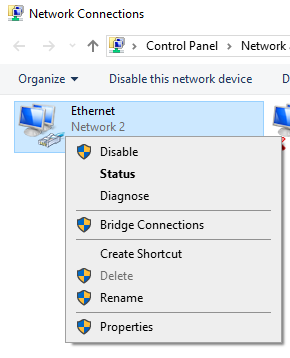 Network Connections
Control Panel
Organize
Disable this network device
Ethernet
Network 2
Disable
Status
Diagnose
Bridge Connections
Create Shortcut
Delete
Rename
Properties